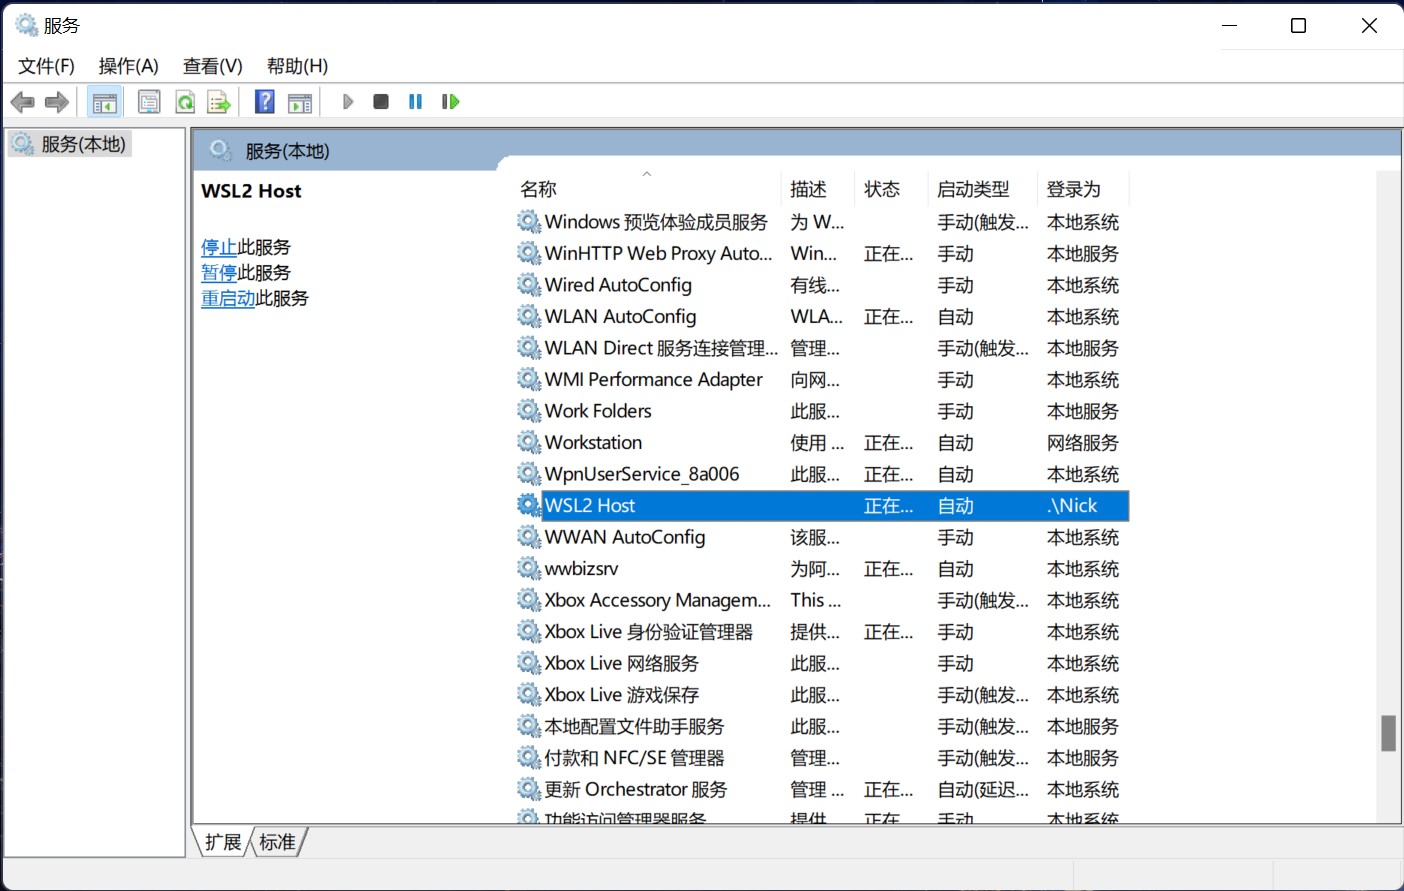 服务
文件(F) 操作(A) 查看(V) 帮助(H)
服务(本地)
服务(本地)
WSL2 Host
停止此服务
暂停此服务
重启动此服务
名称 描述 状态 启动类型 登录为
Windows 预览体验成员服务 为 W... 手动(触发... 本地系统
WinHTTP Web Proxy Auto... Win... 正在... 手动 本地服务
Wired AutoConfig 有线... 手动 本地系统
WLAN AutoConfig WLA... 正在... 自动 本地系统
WLAN Direct 服务连接管理... 管理... 手动(触发... 本地服务
WMI Performance Adapter 向网... 手动 本地系统
Work Folders 此服... 手动 本地服务
Workstation 使用 ... 正在... 自动 网络服务
WpnUserService_8a006 此服... 正在... 自动 本地系统
WSL2 Host 正在... 自动 .\Nick
WWAN AutoConfig 该服... 手动 本地系统
wwbizsrv 为阿... 正在... 自动 本地系统
Xbox Accessory Managem... This ... 手动(触发... 本地系统
Xbox Live 身份验证管理器 提供... 正在... 手动 本地系统
Xbox Live 网络服务 此服... 手动 本地系统
Xbox Live 游戏保存 此服... 手动(触发... 本地系统
本地配置文件助手服务 此服... 手动(触发... 本地服务
付款和 NFC/SE 管理器 管理... 手动(触发... 本地服务
更新 Orchestrator 服务 管理 ... 正在... 自动(延迟... 本地系统
功能访问管理器服务 提供 正在 手动 本地系统
扩展 标准